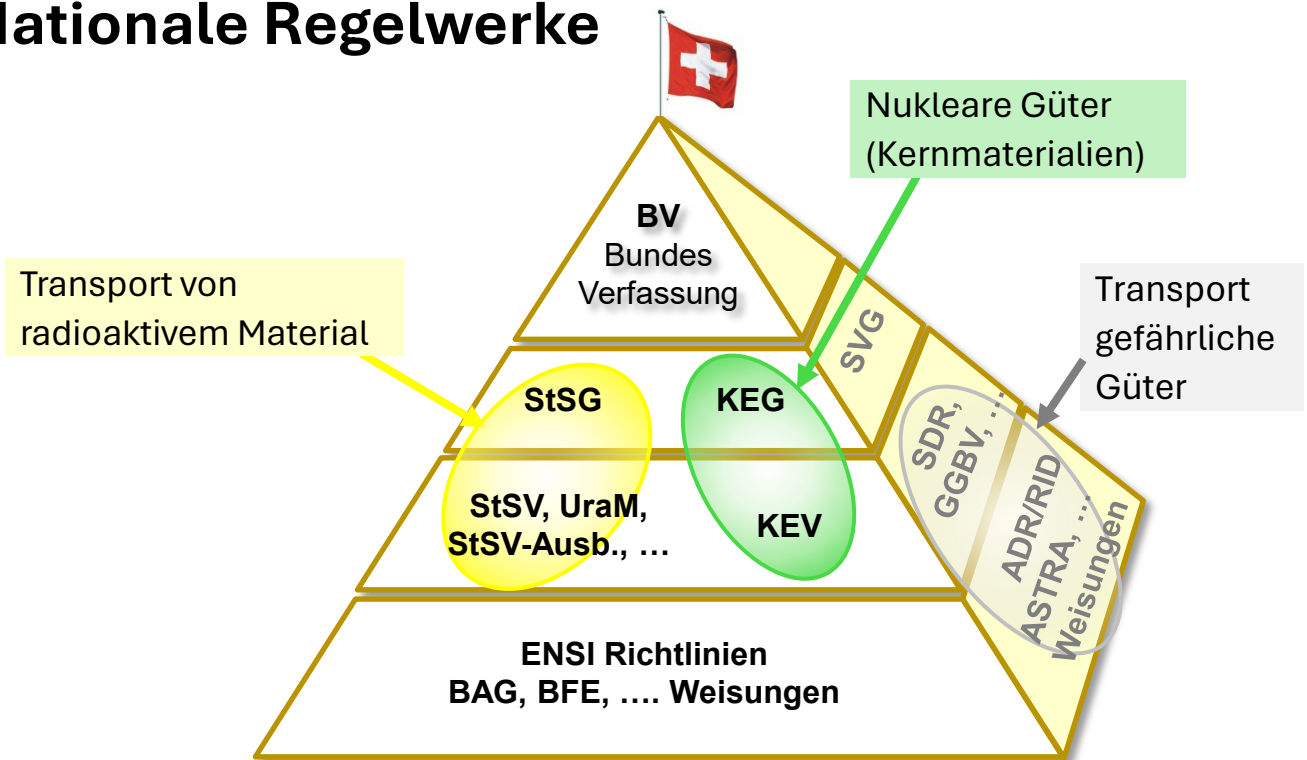 Nationale Regelwerke
Nukleare Güter
(Kernmaterialien)
BV
Bundes
Verfassung
Transport von
radioaktivem Material
Transport
gefährliche
Güter
SVG
StSG
KEG
SDR,
GGBV, …
StSV, UraM,
StSV-Ausb., …
KEV
ADR/RID
ASTRA, …
Weisungen
ENSI Richtlinien
BAG, BFE, …. Weisungen